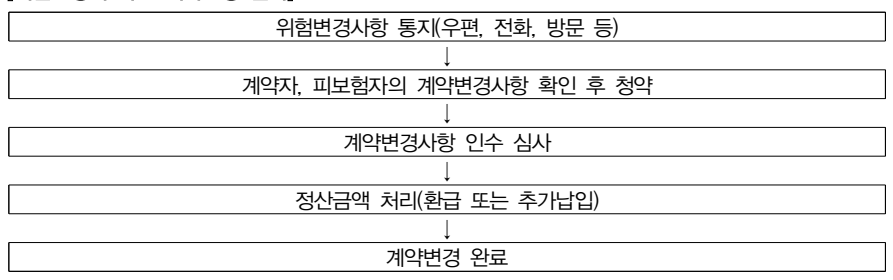 위험변경사항 통지(우편, 전화, 방문 등)
↓
계약자, 피보험자의 계약변경사항 확인 후 청약
↓
계약변경사항 인수 심사
↓
정산금액 처리(환급 또는 추가납입)
↓
계약변경 완료